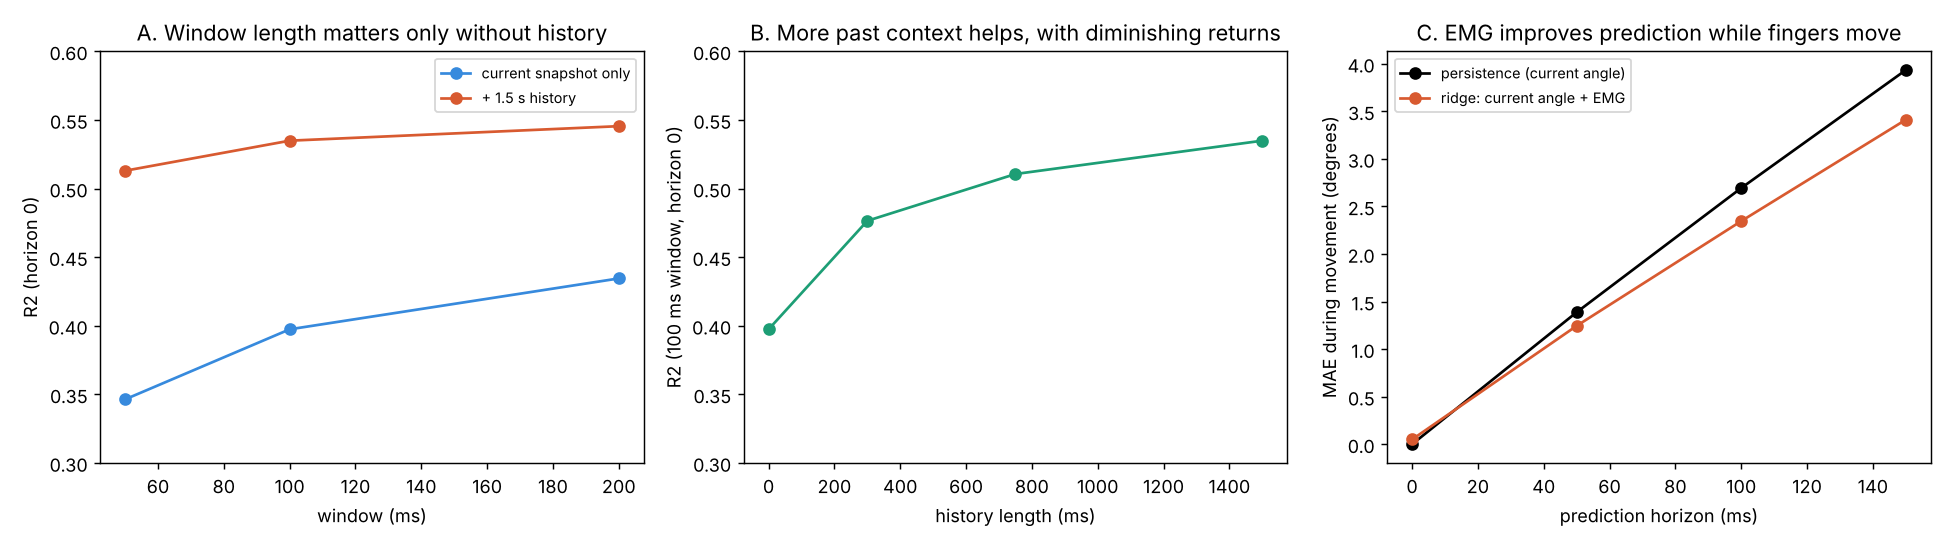 A. Window length matters only without history
R2 (horizon 0)
0.60
0.55
0.50
0.45
0.40
0.35
0.30
current snapshot only
+ 1.5 s history
60 80 100 120 140 160 180 200
window (ms)
B. More past context helps, with diminishing returns
R2 (100 ms window, horizon 0)
0.60
0.55
0.50
0.45
0.40
0.35
0.30
0 200 400 600 800 1000 1200 1400
history length (ms)
C. EMG improves prediction while fingers move
MAE during movement (degrees)
4.0
3.5
3.0
2.5
2.0
1.5
1.0
0.5
0.0
persistence (current angle)
ridge: current angle + EMG
0 20 40 60 80 100 120 140
prediction horizon (ms)